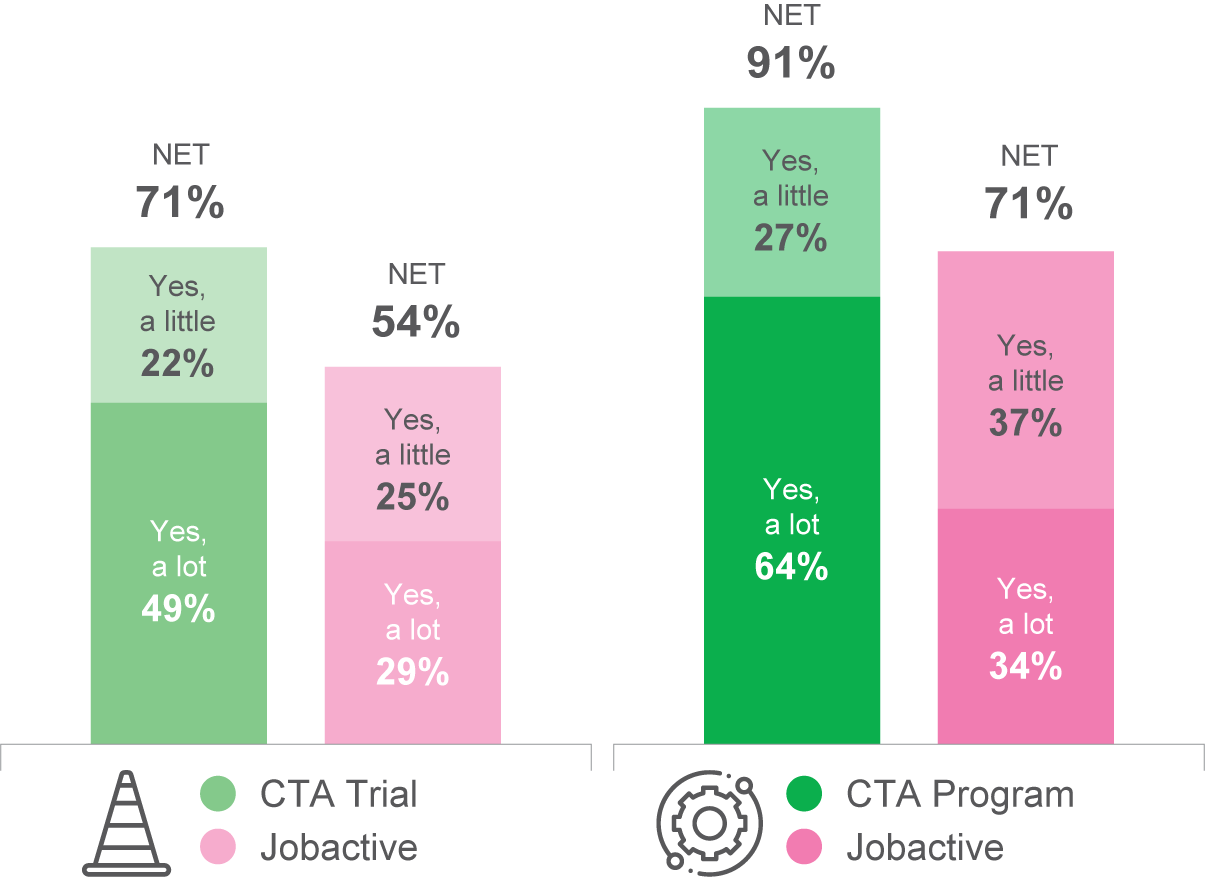 NET
71%
Yes,
a little
22%
Yes,
a lot
49%
NET
54%
Yes,
a little
25%
Yes,
a lot
29%
CTA Trial
Jobactive
NET
91%
Yes,
a little
27%
Yes,
a lot
64%
NET
71%
Yes,
a little
37%
Yes,
a lot
34%
CTA Program
Jobactive